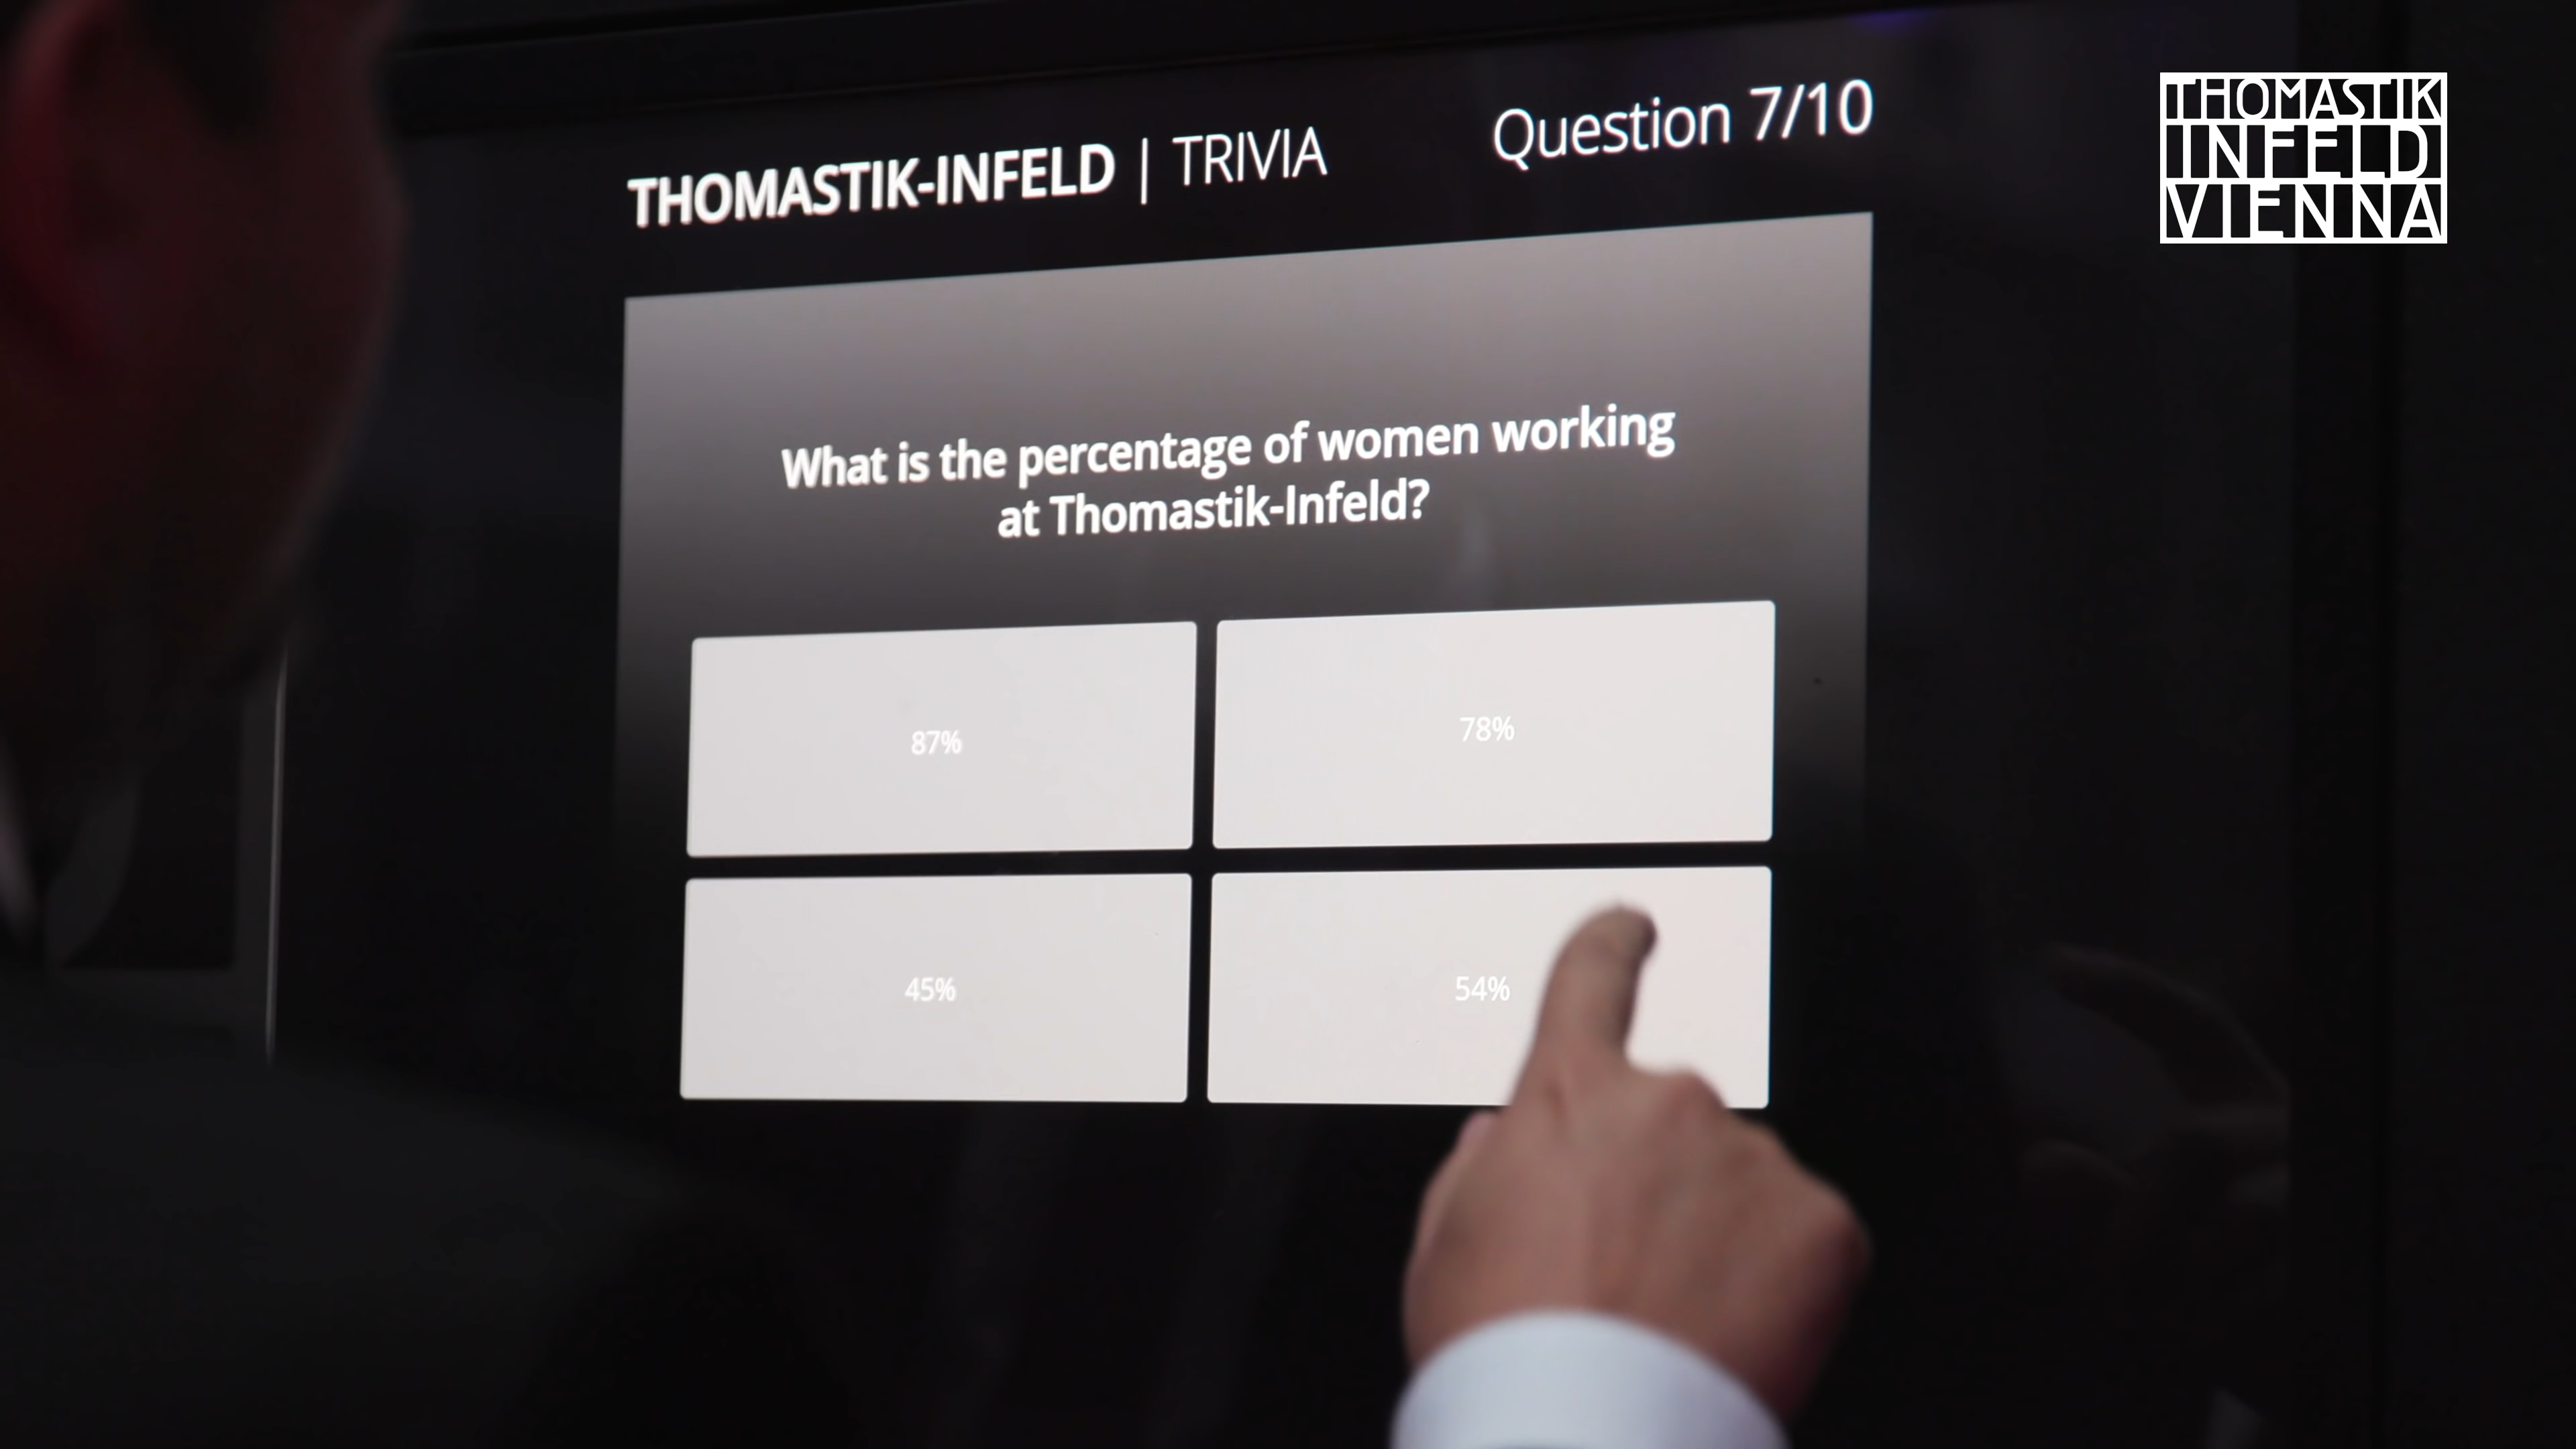 THOMASTIK-INFELD | TRIVIA
Question 7/10
THOMASTIK
INFELD
VIENNA
What is the percentage of women working
at Thomastik-Infeld?
87%
78%
45%
54%